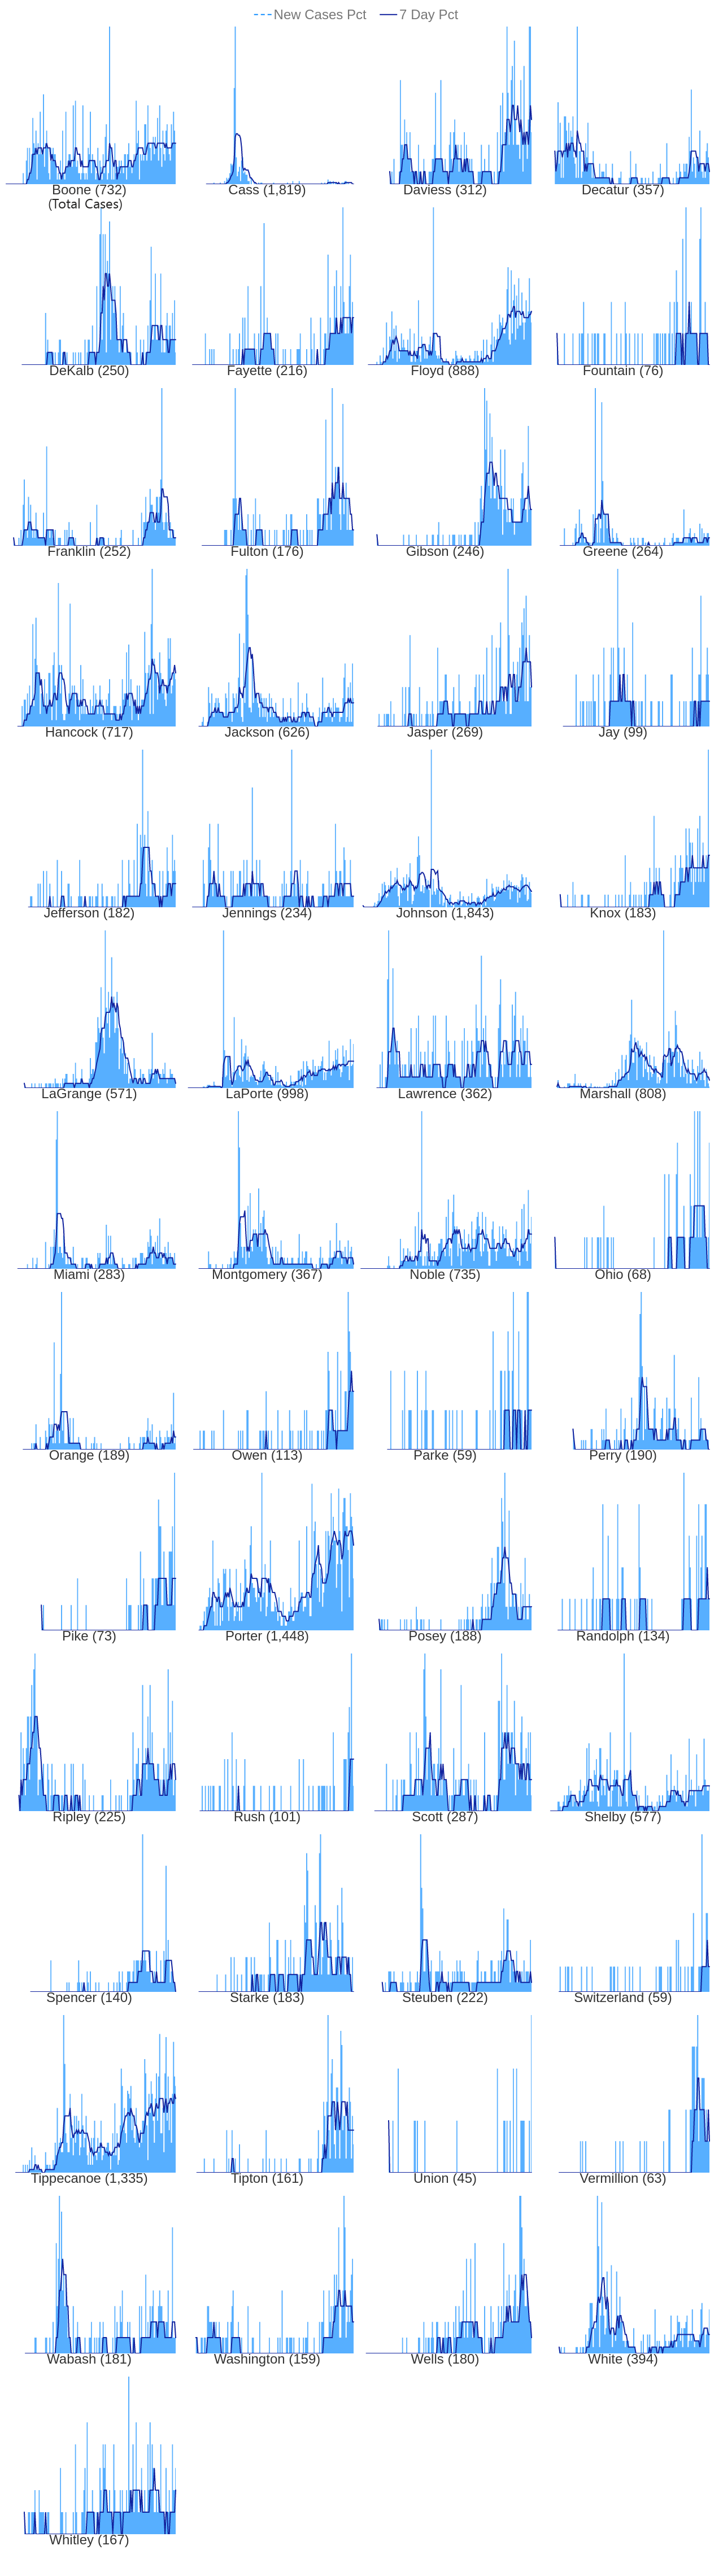 New Cases Pct 7 Day Pct
Boone (732) Cass (1,819) Daviess (312) Decatur (357)
(Total Cases)
DeKalb (250) Fayette (216) Floyd (888) Fountain (76)
Franklin (252) Fulton (176) Gibson (246) Greene (264)
Hancock (717) Jackson (626) Jasper (269) Jay (99)
Jefferson (182) Jennings (234) Johnson (1,843) Knox (183)
LaGrange (571) LaPorte (998) Lawrence (362) Marshall (808)
Miami (283) Montgomery (367) Noble (735) Ohio (68)
Orange (189) Owen (113) Parke (59) Perry (190)
Pike (73) Porter (1,448) Posey (188) Randolph (134)
Ripley (225) Rush (101) Scott (287) Shelby (577)
Spencer (140) Starke (183) Steuben (222) Switzerland (59)
Tippecanoe (1,335) Tipton (161) Union (45) Vermillion (63)
Wabash (181) Washington (159) Wells (180) White (394)
Whitley (167)